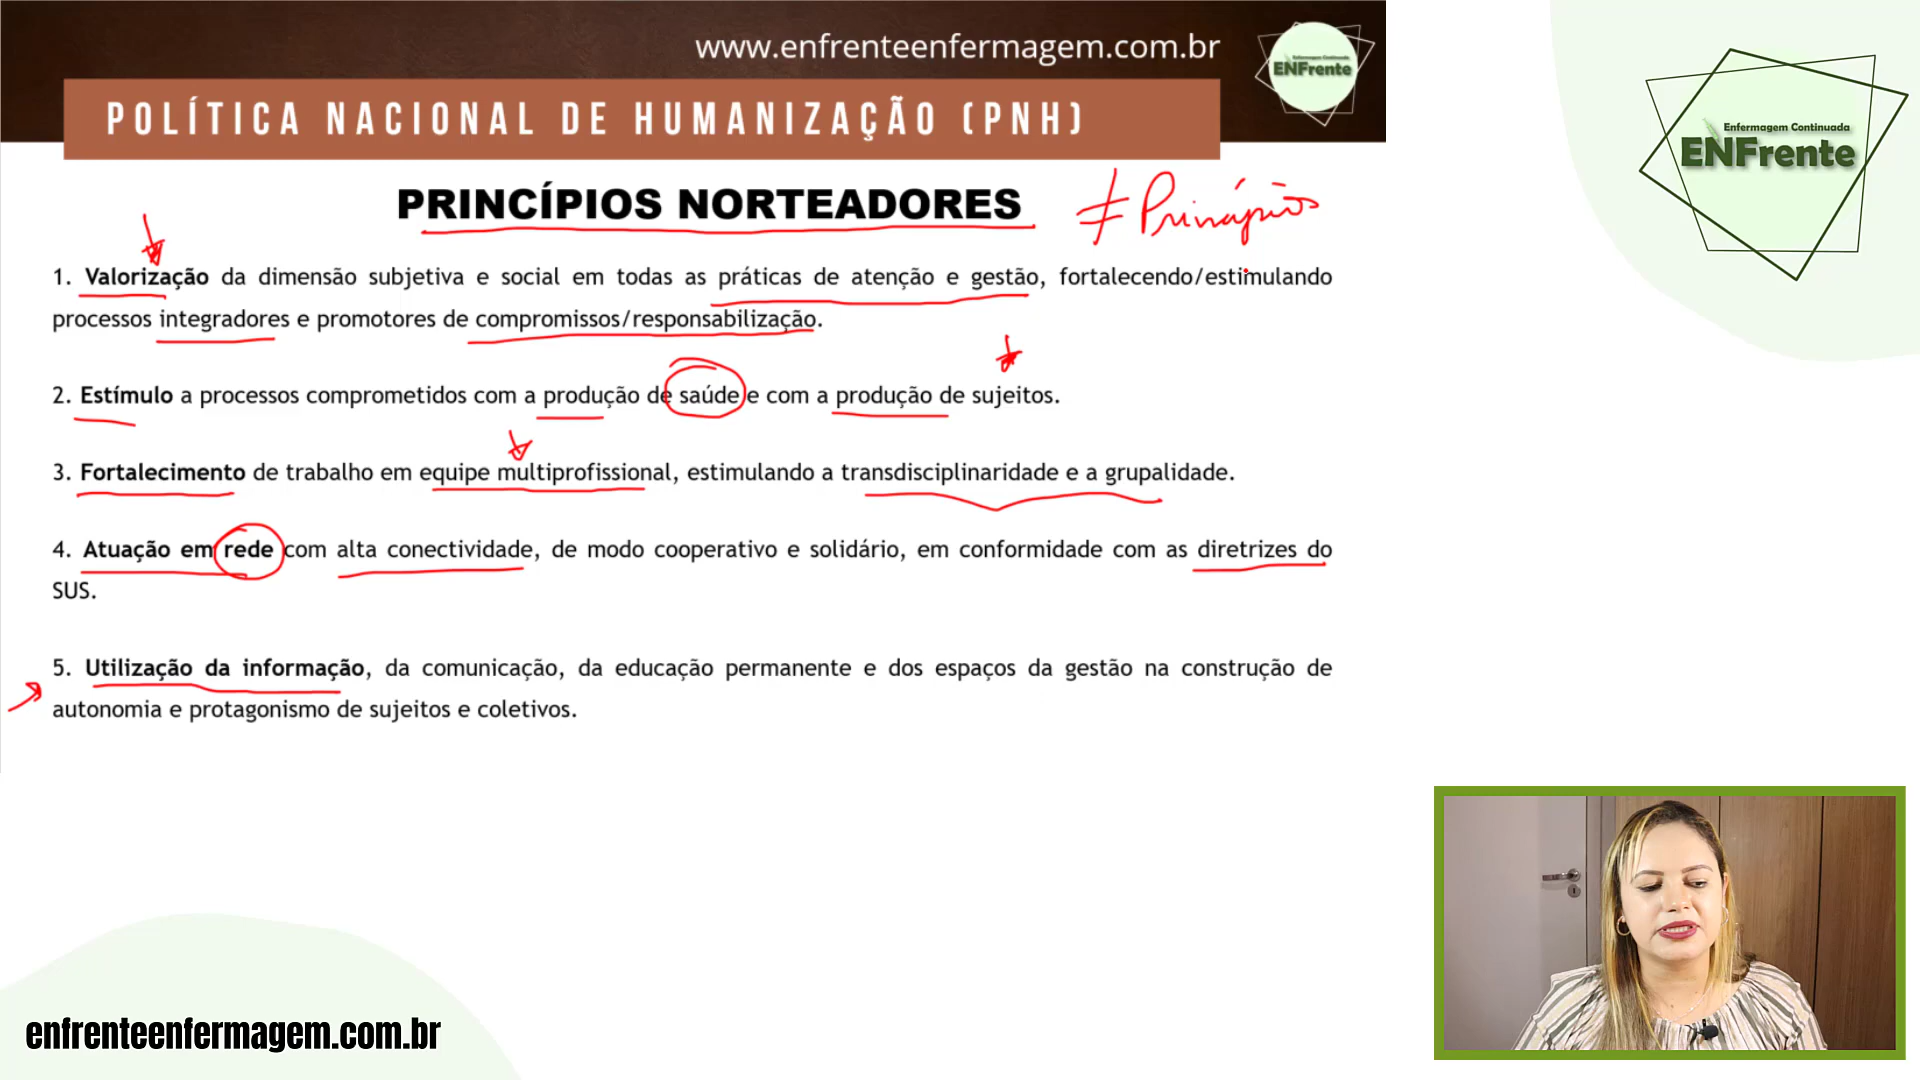 www.enfrenteenfermagem.com.br
Enfermagem Continuada
ENFrente
POLÍTICA NACIONAL DE HUMANIZAÇÃO (PNH)
Enfermagem Continuada
ENFrente
PRINCÍPIOS NORTEADORES ≠ Princípios
1. Valorização da dimensão subjetiva e social em todas as práticas de atenção e gestão, fortalecendo/estimulando
processos integradores e promotores de compromissos/responsabilização.
2. Estímulo a processos comprometidos com a produção de saúde e com a produção de sujeitos.
3. Fortalecimento de trabalho em equipe multiprofissional, estimulando a transdisciplinaridade e a grupalidade.
4. Atuação em rede com alta conectividade, de modo cooperativo e solidário, em conformidade com as diretrizes do
SUS.
5. Utilização da informação, da comunicação, da educação permanente e dos espaços da gestão na construção de
autonomia e protagonismo de sujeitos e coletivos.
enfrenteenfermagem.com.br